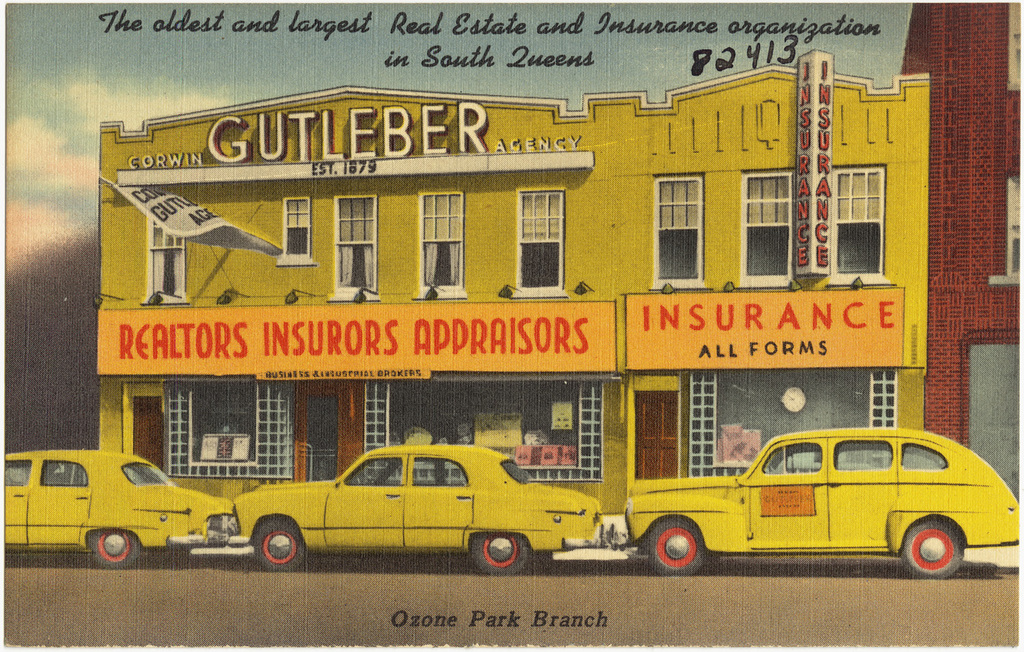 The oldest and largest Real Estate and Insurance organization
in South Queens
82413
CORWIN GUTLEBER AGENCY
EST. 1879
GUTL
AGE
INSURANCE
INSURANCE
REALTORS INSURORS APPRAISORS
BUSINESS & INDUSTRIAL BROKERS
INSURANCE
ALL FORMS
GUTLEBER
Ozone Park Branch